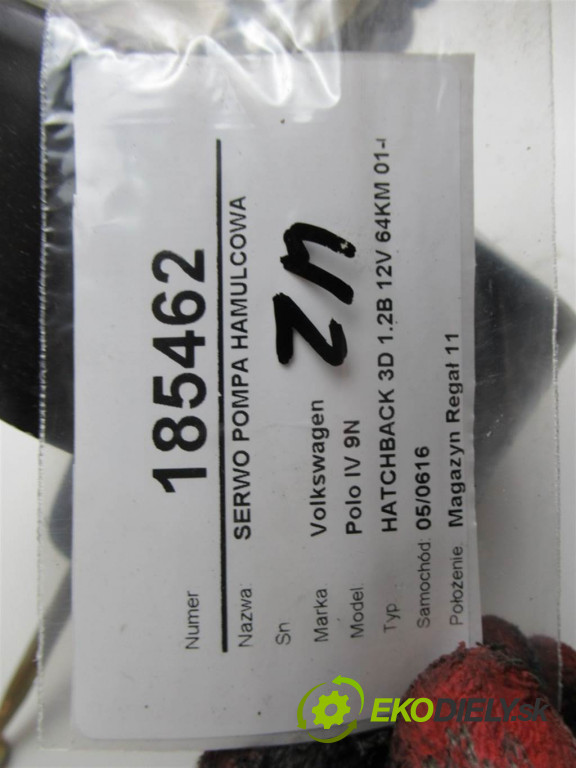 Numer 185462
Nazwa: SERWO POMPA HAMULCOWA
Sn
ZN
Marka Volkswagen
Model: Polo IV 9N
Typ HATCHBACK 3D 1.2B 12V 64KM 01-
Samochód: 05/0616
Położenie Magazyn Regał 11
EKODIELY.sk